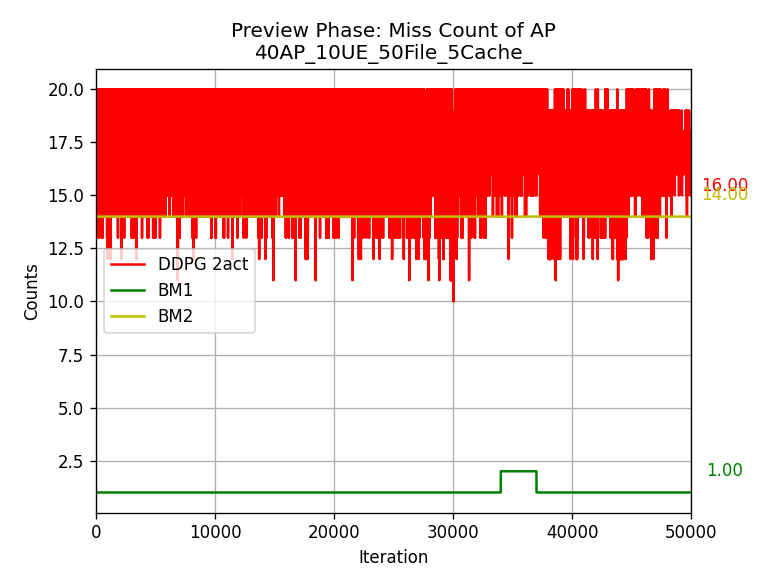 Preview Phase: Miss Count of AP
40AP_10UE_50File_5Cache_
20.0
17.5
15.0
12.5
10.0
7.5
5.0
2.5
Counts
DDPG 2act
BM1
BM2
16.00
14.00
1.00
0
10000
20000
30000
40000
50000
Iteration